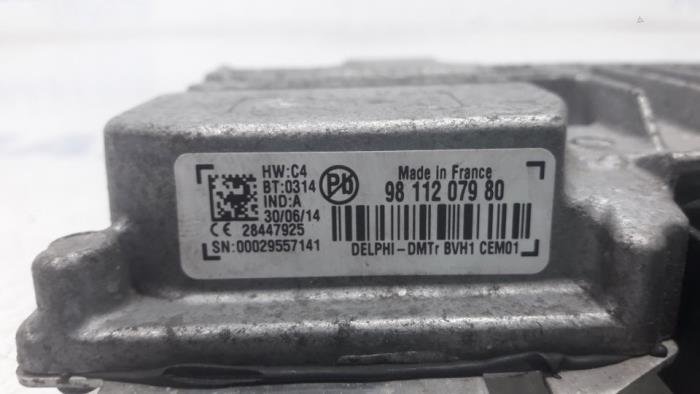 HW:C4
BT:0314
IND:A
30/06/14
CE 28447925
SN:00029557141
Pb
Made in France
98 112 079 80
DELPHI-DMTr BVH1 CEM01